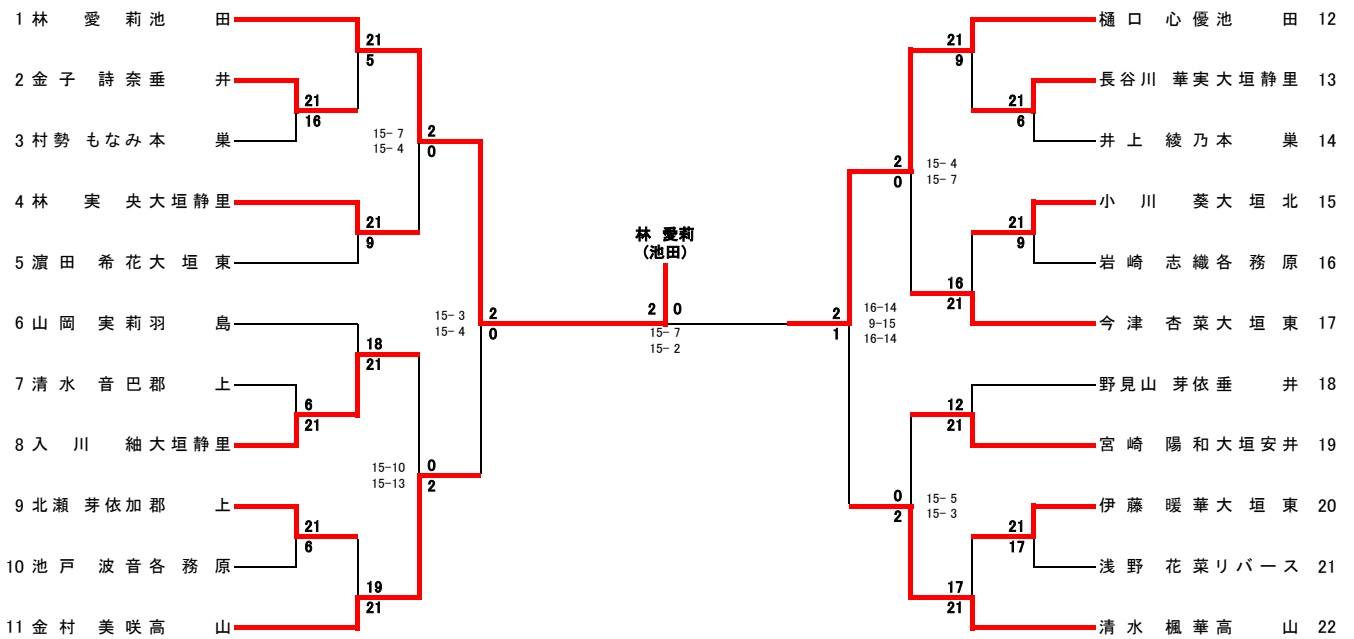 1 林 愛 莉 池 田
21
5
2 金 子 詩 奈 垂 井
21
16
3 村 勢 もなみ 本 巣
15- 7
15- 4
2
0
4 林 実 央 大 垣 静 里
21
9
5 濵 田 希 花 大 垣 東
6 山 岡 実 莉 羽 島
18
21
7 清 水 音 巴 郡 上
6
21
8 入 川 紬 大 垣 静 里
15-10
15-13
0
2
9 北 瀬 芽依加 郡 上
21
6
10 池 戸 波 音 各 務 原
19
21
11 金 村 美 咲 高 山
15- 3
15- 4
2
0
林 愛莉
(池田)
2 0
15- 7
15- 2
樋 口 心 優 池 田 12
21
9
長谷川 華 実 大 垣 静 里 13
21
6
井 上 綾 乃 本 巣 14
2
0
15- 4
15- 7
小 川 葵 大 垣 北 15
21
9
岩 崎 志 織 各 務 原 16
16
21
今 津 杏 菜 大 垣 東 17
2
1
16-14
9-15
16-14
野見山 芽 依 垂 井 18
12
21
宮 崎 陽 和 大 垣 安 井 19
0
2
15- 5
15- 3
伊 藤 暖 華 大 垣 東 20
21
17
浅 野 花 菜 リ バ ー ス 21
17
21
清 水 楓 華 高 山 22